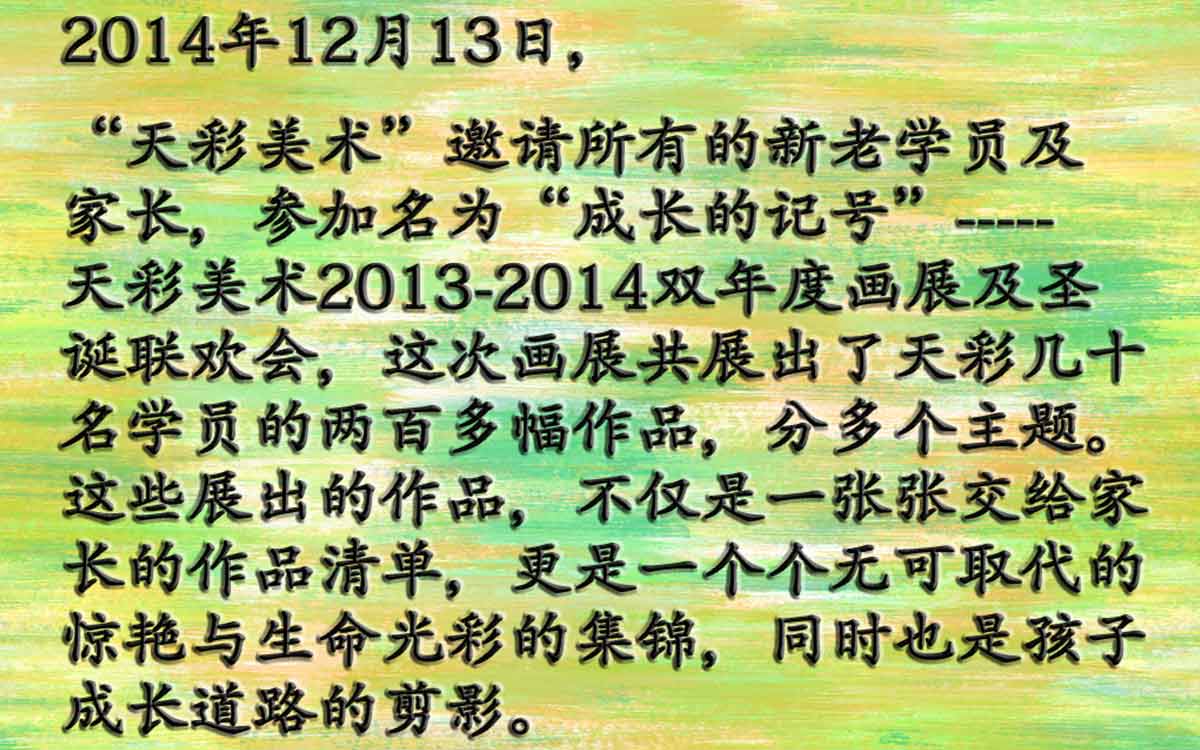 2014年12月13日，
“天彩美术”邀请所有的新老学员及
家长，参加名为“成长的记号”-----
天彩美术2013-2014双年度画展及圣
诞联欢会，这次画展共展出了天彩几十
名学员的两百多幅作品，分多个主题。
这些展出的作品，不仅是一张张交给家
长的作品清单，更是一个个无可取代的
惊艳与生命光彩的集锦，同时也是孩子
成长道路的剪影。